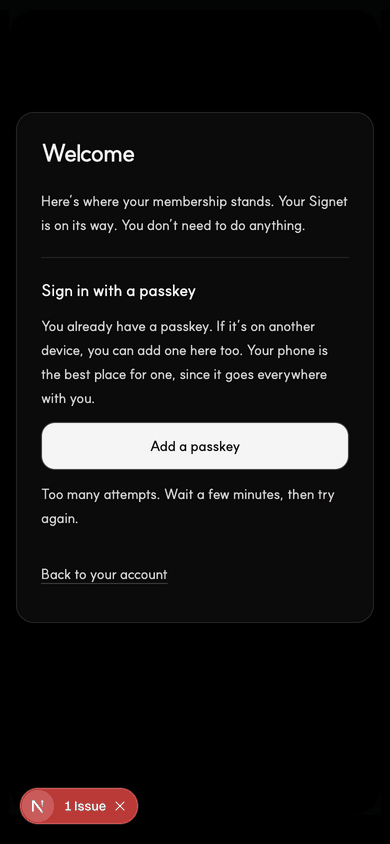 Welcome
Here's where your membership stands. Your Signet
is on its way. You don't need to do anything.
Sign in with a passkey
You already have a passkey. If it's on another
device, you can add one here too. Your phone is
the best place for one, since it goes everywhere
with you.
Add a passkey
Too many attempts. Wait a few minutes, then try
again.
Back to your account
N 1 Issue